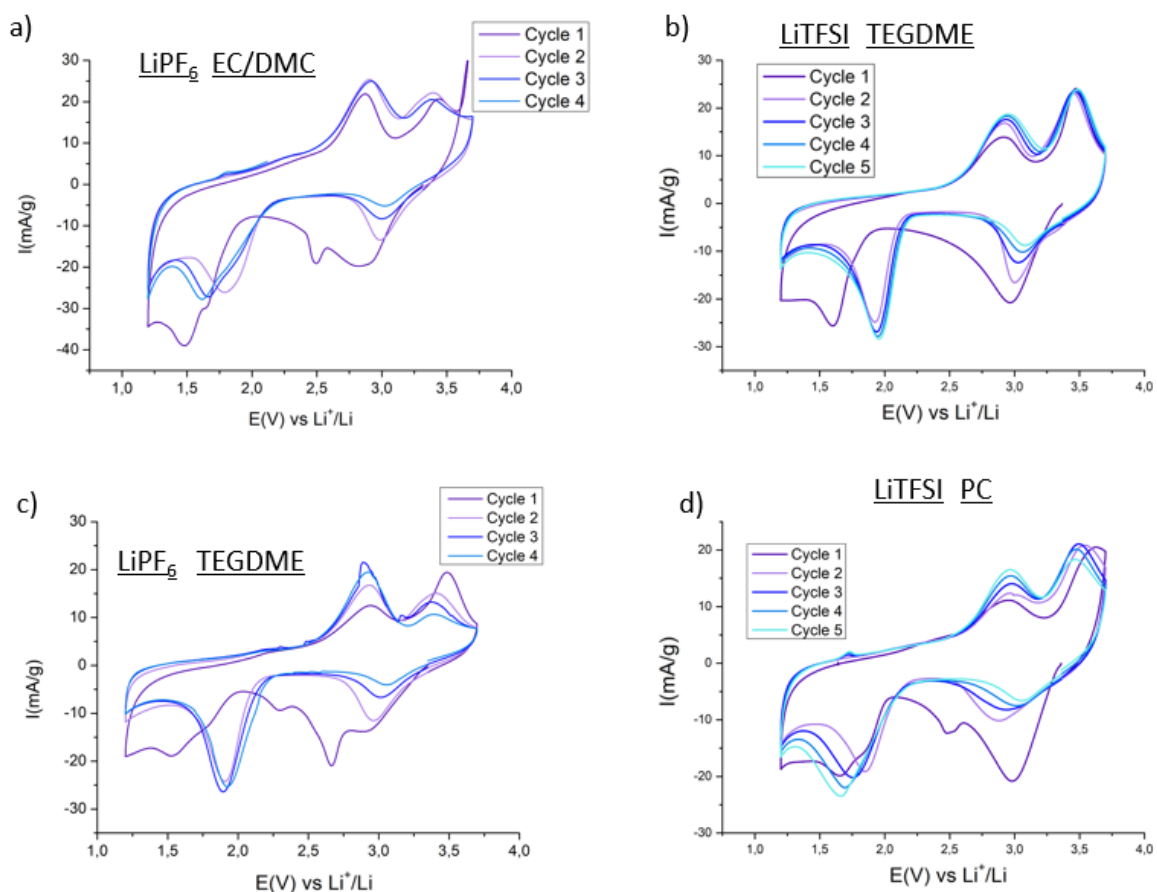 a)
LiPF6 EC/DMC
Cycle 1
Cycle 2
Cycle 3
Cycle 4
30
20
10
0
-10
-20
-30
-40
I(mA/g)
1,0 1,5 2,0 2,5 3,0 3,5 4,0
E(V) vs Li+/Li
b)
LiTFSI TEGDME
Cycle 1
Cycle 2
Cycle 3
Cycle 4
Cycle 5
30
20
10
0
-10
-20
-30
I(mA/g)
1,0 1,5 2,0 2,5 3,0 3,5 4,0
E(V) vs Li+/Li
c)
LiPF6 TEGDME
Cycle 1
Cycle 2
Cycle 3
Cycle 4
30
20
10
0
-10
-20
-30
I(mA/g)
1,0 1,5 2,0 2,5 3,0 3,5 4,0
E(V) vs Li+/Li
d)
LiTFSI PC
Cycle 1
Cycle 2
Cycle 3
Cycle 4
Cycle 5
30
20
10
0
-10
-20
-30
I(mA/g)
1,0 1,5 2,0 2,5 3,0 3,5 4,0
E(V) vs Li+/Li